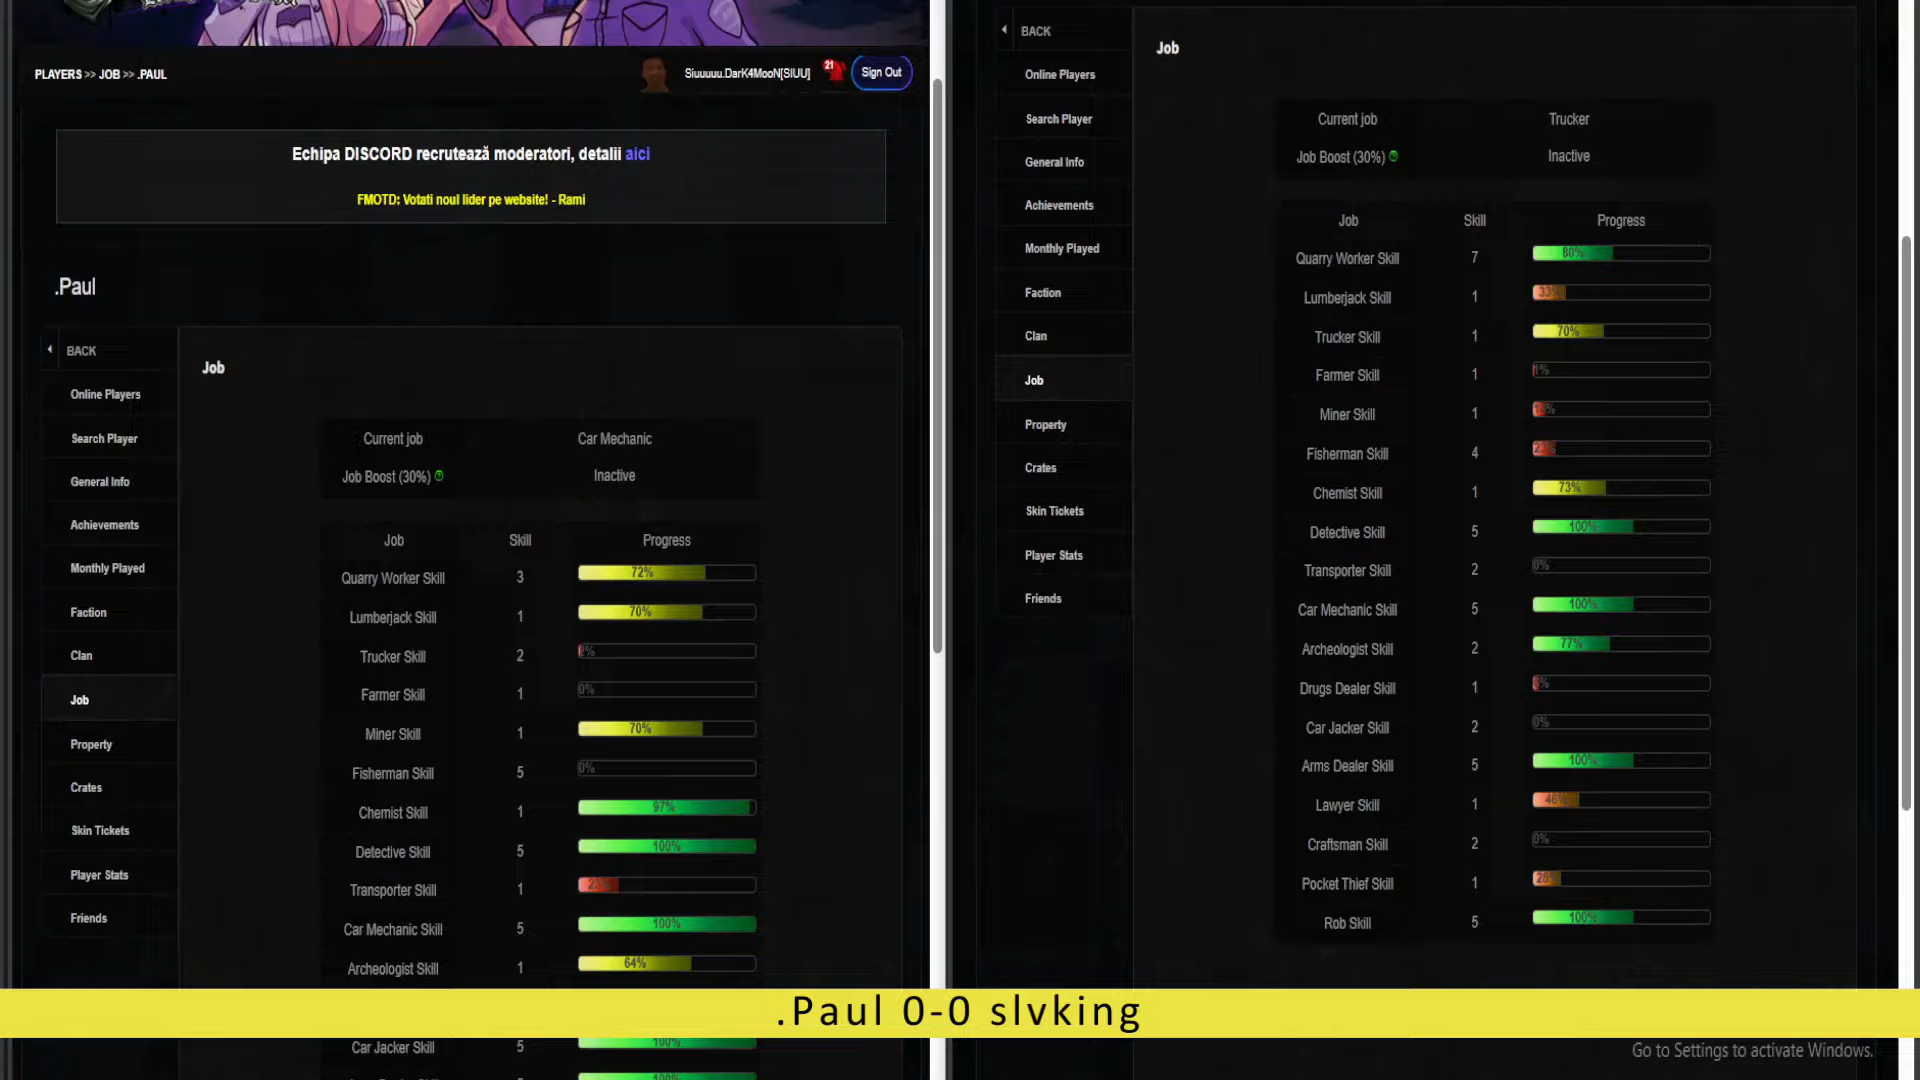 PLAYERS >> JOB >> .PAUL
Siuuuuu.DarK4MooN[SIUU]
21
Sign Out
Echipa DISCORD recrutează moderatori, detalii aici
FMOTD: Votati noul lider pe website! - Rami
.Paul
BACK
Online Players
Search Player
General Info
Achievements
Monthly Played
Faction
Clan
Job
Property
Crates
Skin Tickets
Player Stats
Friends
Job
Current job Car Mechanic
Job Boost (30%) Inactive
Job Skill Progress
Quarry Worker Skill 3 72%
Lumberjack Skill 1 70%
Trucker Skill 2 2%
Farmer Skill 1 0%
Miner Skill 1 70%
Fisherman Skill 5 0%
Chemist Skill 1 97%
Detective Skill 5 100%
Transporter Skill 1
Car Mechanic Skill 5 100%
Archeologist Skill 1 64%
Car Jacker Skill 5 100%
100%
BACK
Online Players
Search Player
General Info
Achievements
Monthly Played
Faction
Clan
Job
Property
Crates
Skin Tickets
Player Stats
Friends
Job
Current job Trucker
Job Boost (30%) Inactive
Job Skill Progress
Quarry Worker Skill 7 80%
Lumberjack Skill 1 33%
Trucker Skill 1 70%
Farmer Skill 1 1%
Miner Skill 1
Fisherman Skill 4
Chemist Skill 1 73%
Detective Skill 5 100%
Transporter Skill 2 0%
Car Mechanic Skill 5 100%
Archeologist Skill 2 77%
Drugs Dealer Skill 1
Car Jacker Skill 2 0%
Arms Dealer Skill 5 100%
Lawyer Skill 1 46%
Craftsman Skill 2 0%
Pocket Thief Skill 1 28%
Rob Skill 5 100%
.Paul 0-0 slvking
Go to Settings to activate Windows.